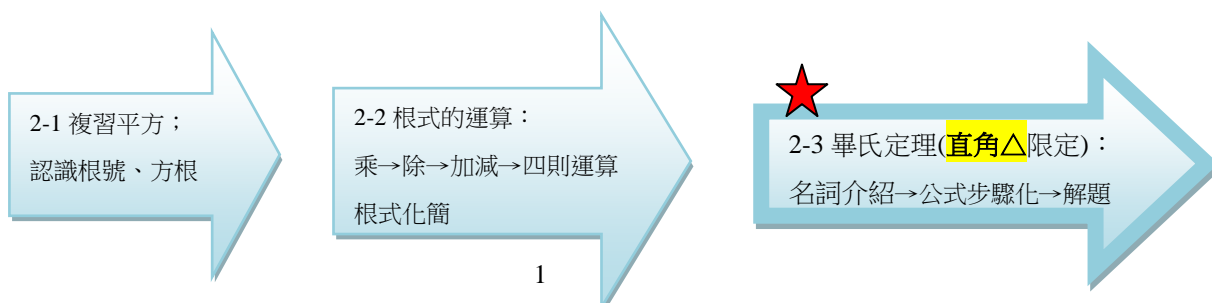 2-1 複習平方；
認識根號、方根
2-2 根式的運算：
乘→除→加減→四則運算
根式化簡
2-3 畢氏定理(直角△限定)：
名詞介紹→公式步驟化→解題
1